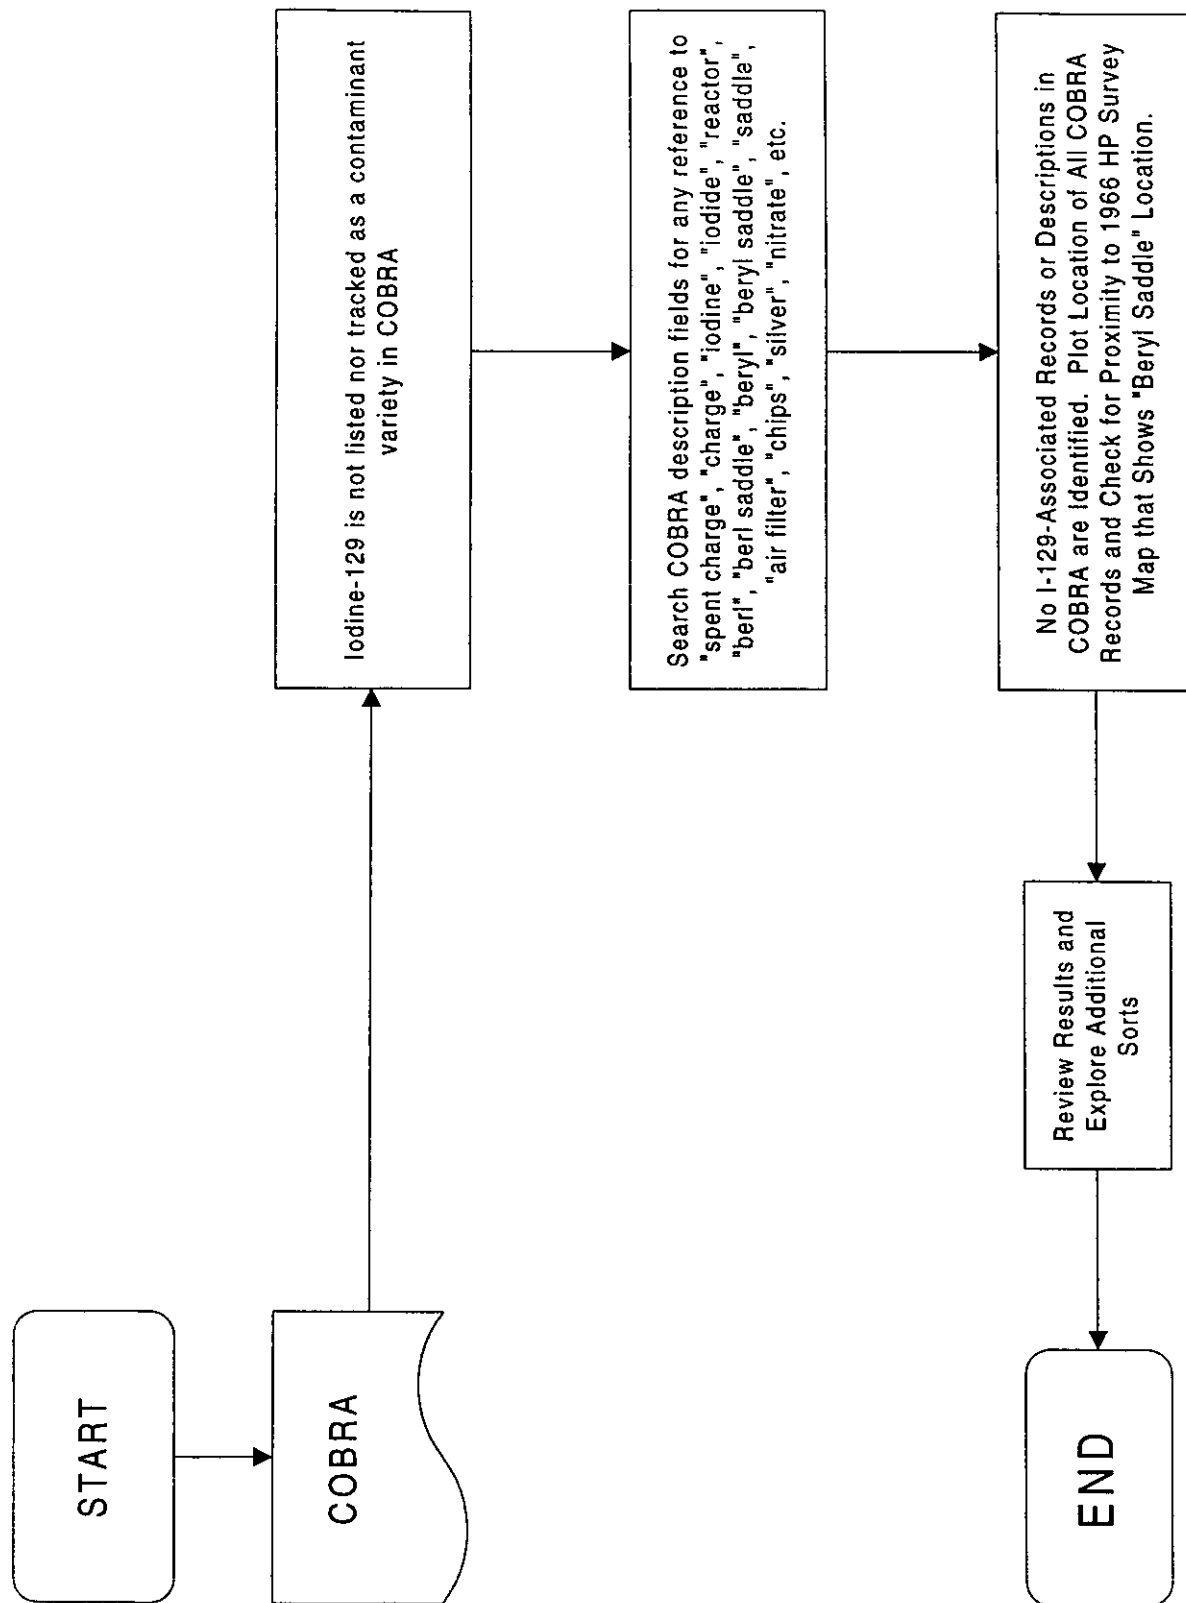 START
COBRA
Iodine-129 is not listed nor tracked as a contaminant
variety in COBRA
Search COBRA description fields for any reference to
"spent charge", "charge", "iodine", "iodide", "reactor",
"berl", "berl saddle", "beryl", "beryl saddle", "saddle",
"air filter", "chips", "silver", "nitrate", etc.
No I-129-Associated Records or Descriptions in
COBRA are Identified. Plot Location of All COBRA
Records and Check for Proximity to 1966 HP Survey
Map that Shows "Beryl Saddle" Location.
Review Results and
Explore Additional
Sorts
END